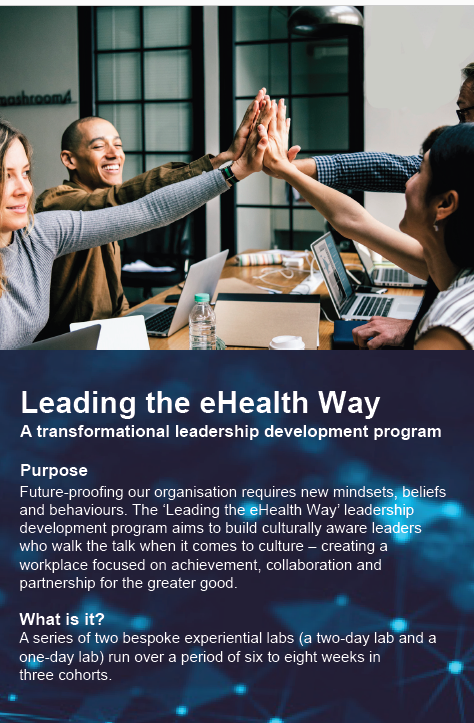 Leading the eHealth Way
A transformational leadership development program
Purpose
Future-proofing our organisation requires new mindsets, beliefs
and behaviours. The ‘Leading the eHealth Way’ leadership
development program aims to build culturally aware leaders
who walk the talk when it comes to culture – creating a
workplace focused on achievement, collaboration and
partnership for the greater good.
What is it?
A series of two bespoke experiential labs (a two-day lab and a
one-day lab) run over a period of six to eight weeks in
three cohorts.